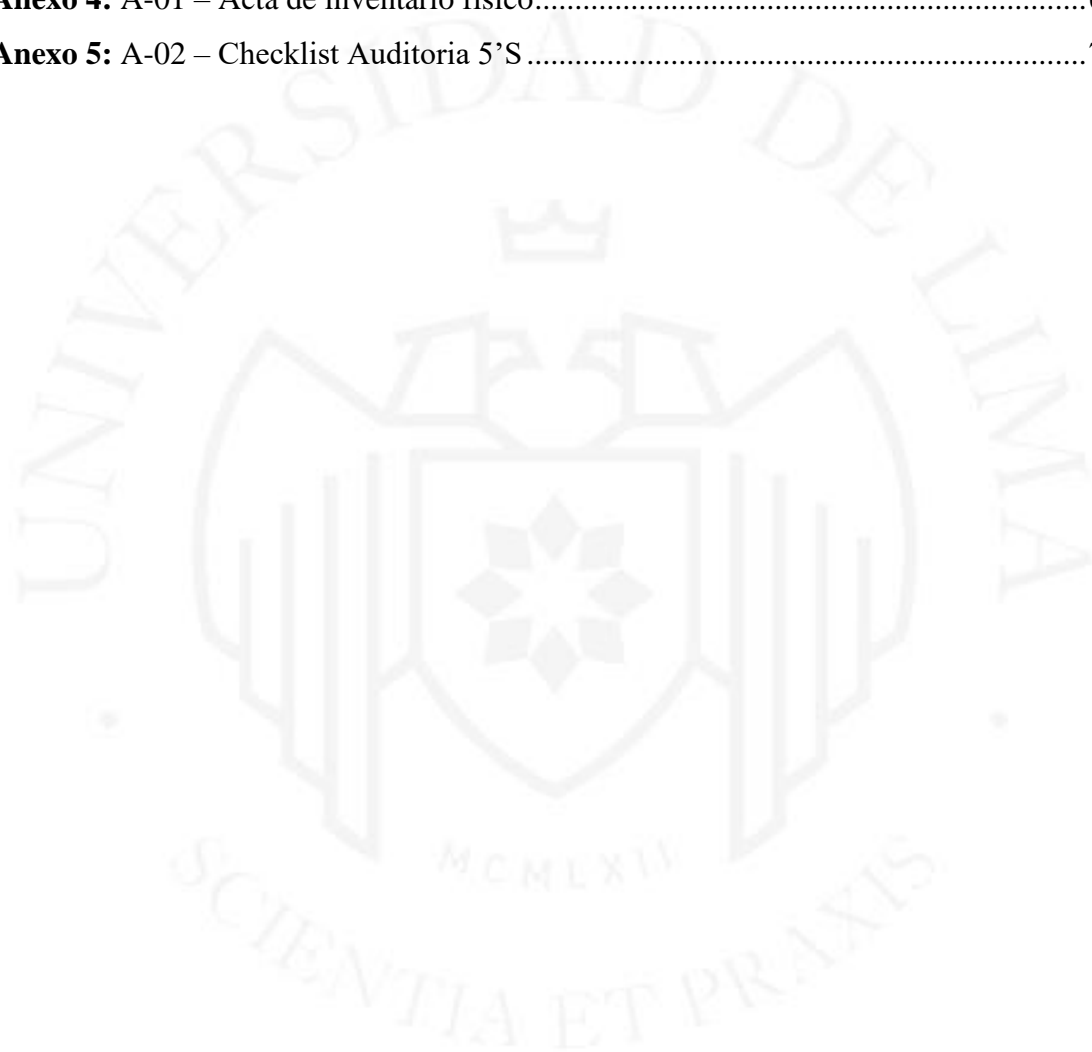 Anexo 4: A-01 – Acta de inventario físico
Anexo 5: A-02 – Checklist Auditoria 5’S
UNIVERSIDAD DE LIMA
MCMLXII
SCIENTIA ET PRAXIS